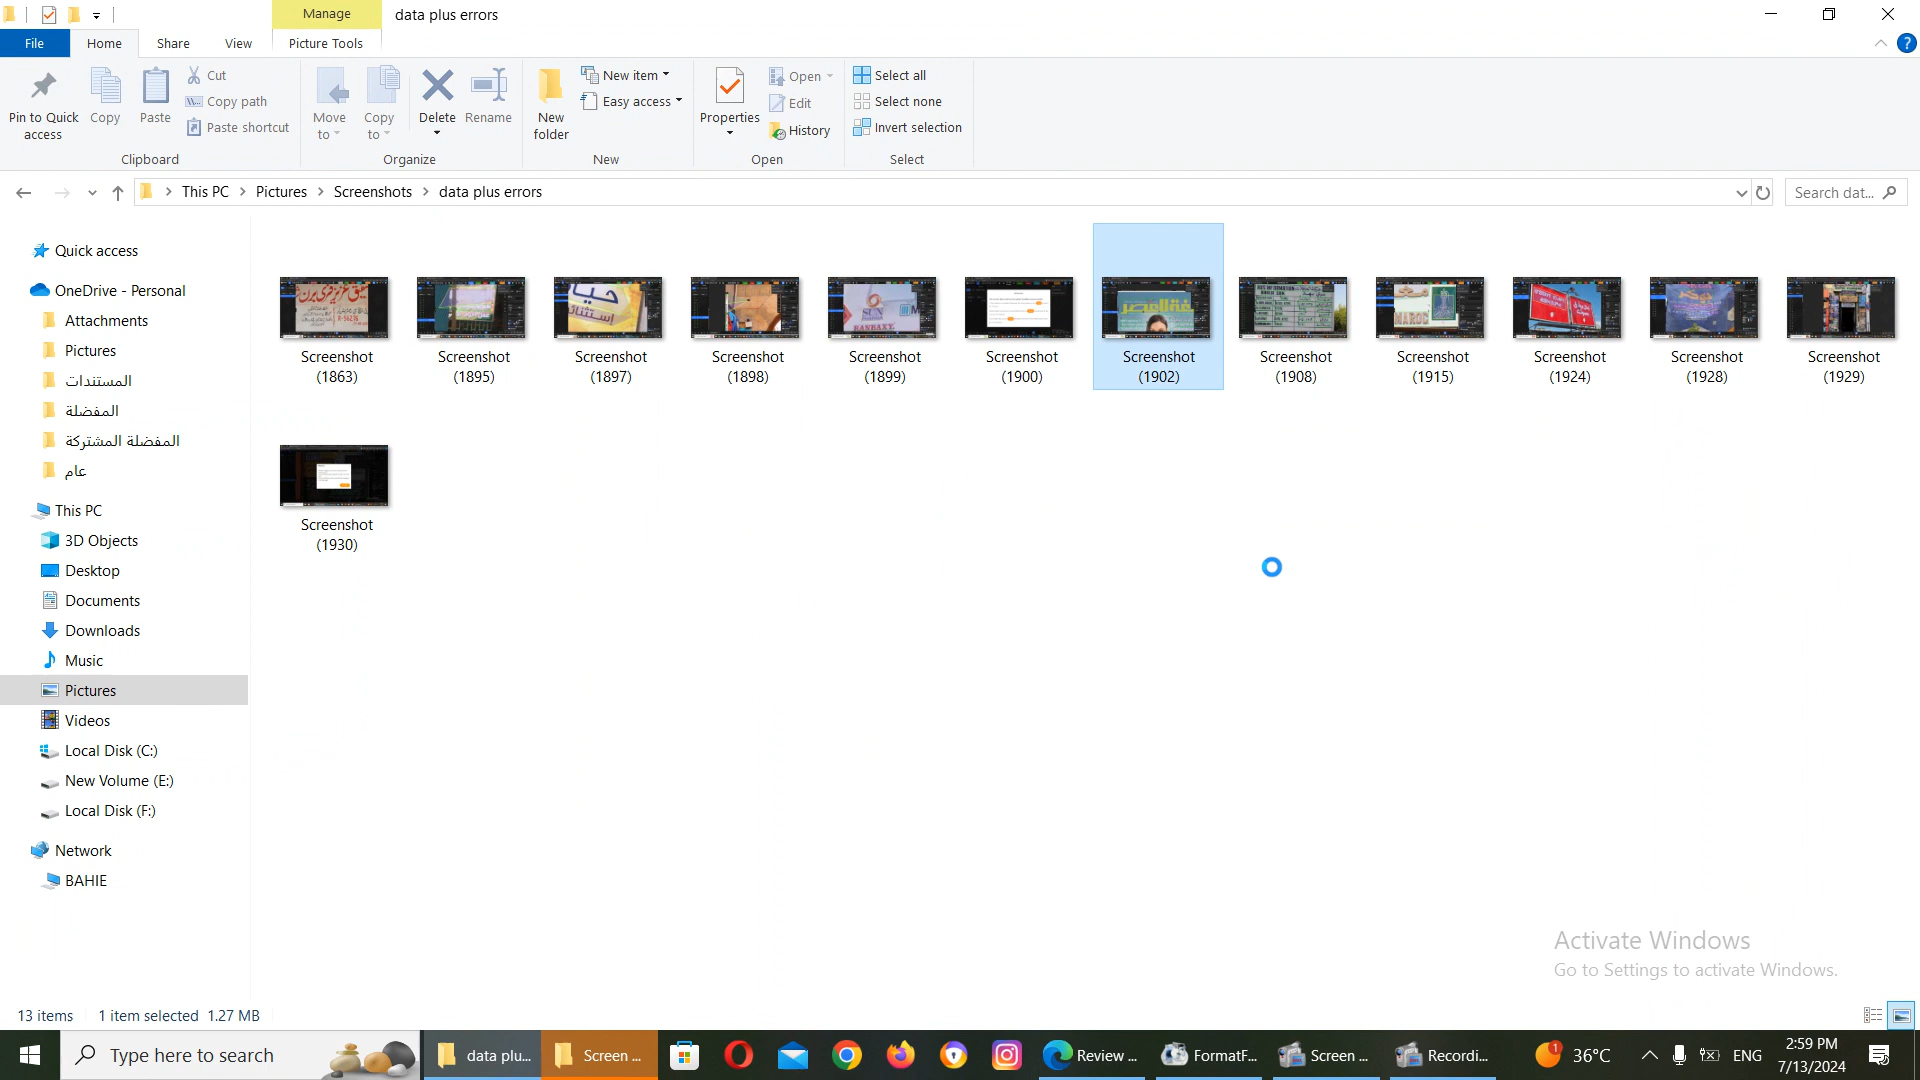 Manage
data plus errors
File
Home
Share
View
Picture Tools
Pin to Quick access
Copy
Paste
Cut
Copy path
Paste shortcut
Clipboard
Move to
Copy to
Delete
Rename
Organize
New folder
New item
Easy access
New
Properties
Open
Edit
History
Open
Select all
Select none
Invert selection
Select
This PC
Pictures
Screenshots
data plus errors
Search dat...
Quick access
OneDrive - Personal
Attachments
Pictures
المستندات
المفضلة
المفضلة المشتركة
عام
This PC
3D Objects
Desktop
Documents
Downloads
Music
Pictures
Videos
Local Disk (C:)
New Volume (E:)
Local Disk (F:)
Network
BAHIE
Screenshot (1863)
Screenshot (1895)
Screenshot (1897)
Screenshot (1898)
Screenshot (1899)
Screenshot (1900)
Screenshot (1902)
Screenshot (1908)
Screenshot (1915)
Screenshot (1924)
Screenshot (1928)
Screenshot (1929)
Screenshot (1930)
SUN
RANBAXY
MAROC
Activate Windows
Go to Settings to activate Windows.
13 items
1 item selected 1.27 MB
Type here to search
data plu...
Screen ...
Review ...
FormatF...
Screen ...
Recordi...
1
36°C
ENG
2:59 PM
7/13/2024